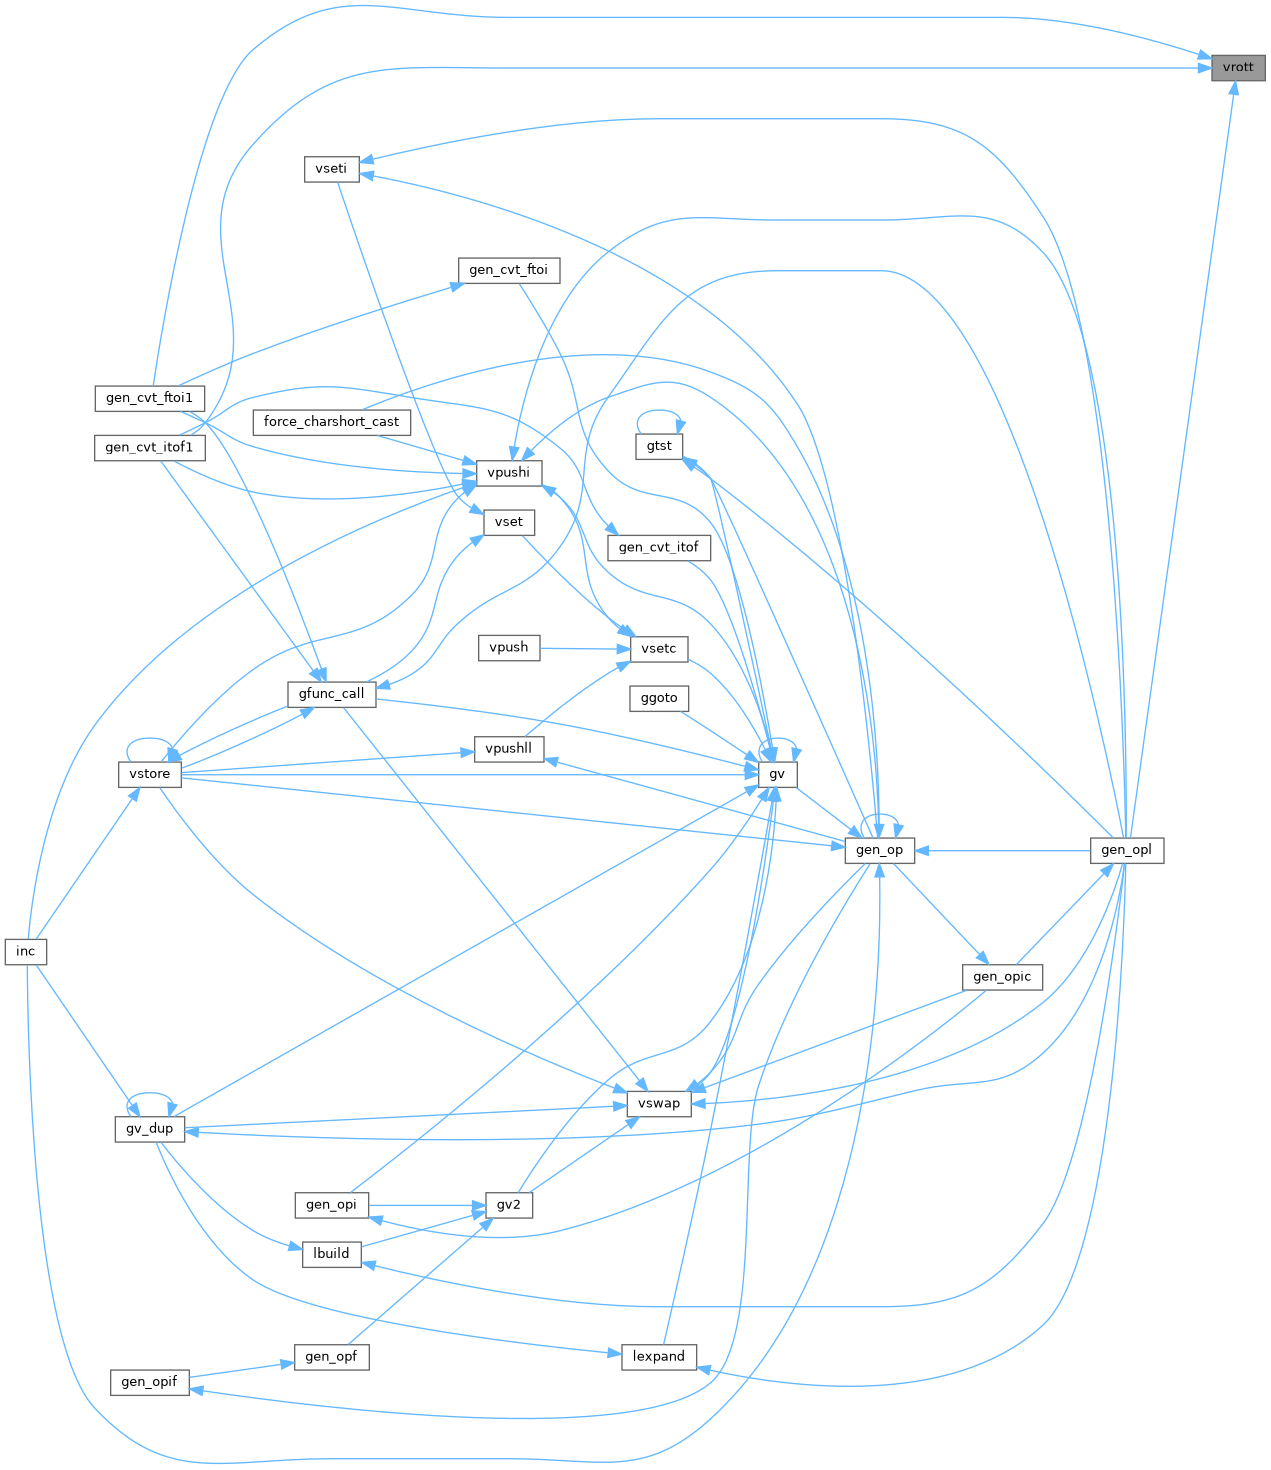 vrott
vseti
gen_cvt_ftoi
gen_cvt_ftoi1
force_charshort_cast
gen_cvt_itof1
gtst
vpushi
vset
gen_cvt_itof
vpush
vsetc
gfunc_call
ggoto
vpushll
vstore
gv
gen_op
gen_opl
inc
gen_opic
vswap
gv_dup
gen_opi
gv2
lbuild
gen_opf
lexpand
gen_opif